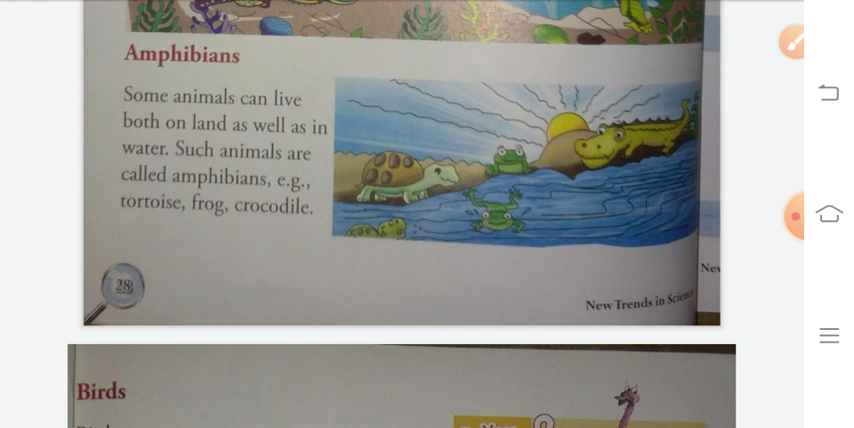 Amphibians
Some animals can live
both on land as well as in
water. Such animals are
called amphibians, e.g.,
tortoise, frog, crocodile.
28
New Trends in Science
Birds